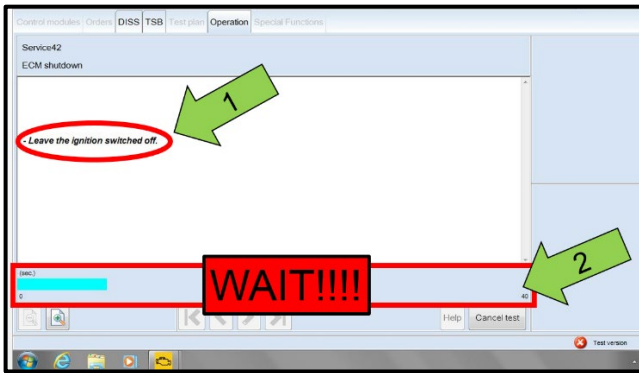 Control modules Orders DISS TSB Test plan Operation Special Functions
Service42
ECM shutdown
1
- Leave the ignition switched off.
2
(sec.)
WAIT!!!!
0 40
Help Cancel test
Test version